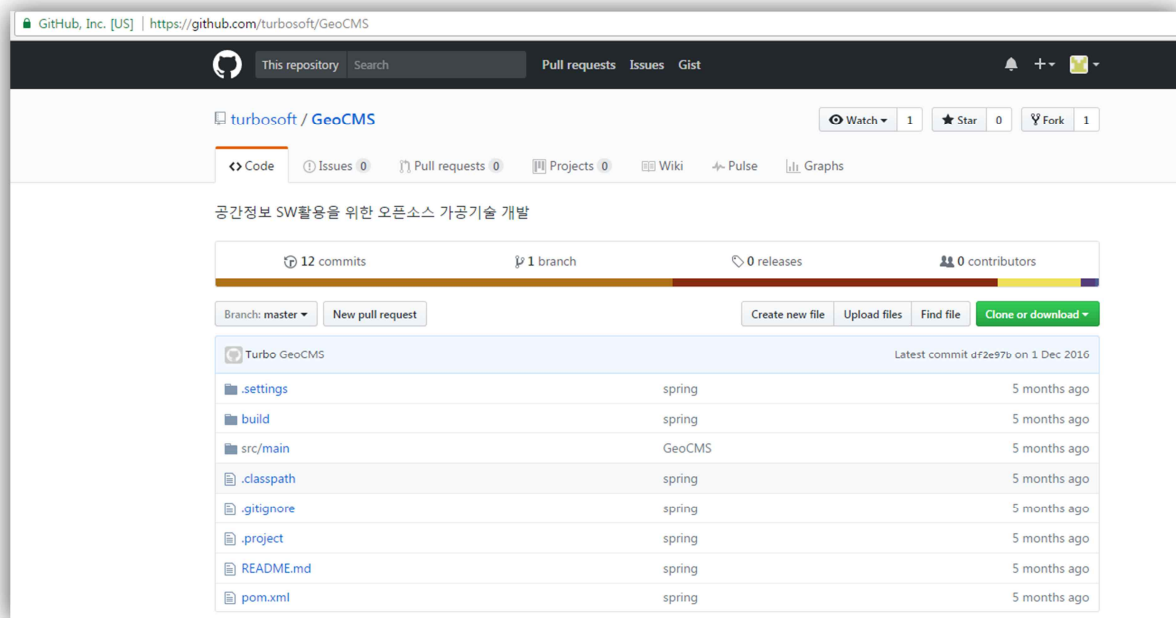 GitHub, Inc. [US] | https://github.com/turbosoft/GeoCMS
This repository Search Pull requests Issues Gist
turbosoft / GeoCMS Watch 1 Star 0 Fork 1
Code Issues 0 Pull requests 0 Projects 0 Wiki Pulse Graphs
공간정보 SW활용을 위한 오픈소스 가공기술 개발
12 commits 1 branch 0 releases 0 contributors
Branch: master New pull request Create new file Upload files Find file Clone or download
Turbo GeoCMS Latest commit df2e97b on 1 Dec 2016
.settings spring 5 months ago
build spring 5 months ago
src/main GeoCMS 5 months ago
.classpath spring 5 months ago
.gitignore spring 5 months ago
.project spring 5 months ago
README.md spring 5 months ago
pom.xml spring 5 months ago